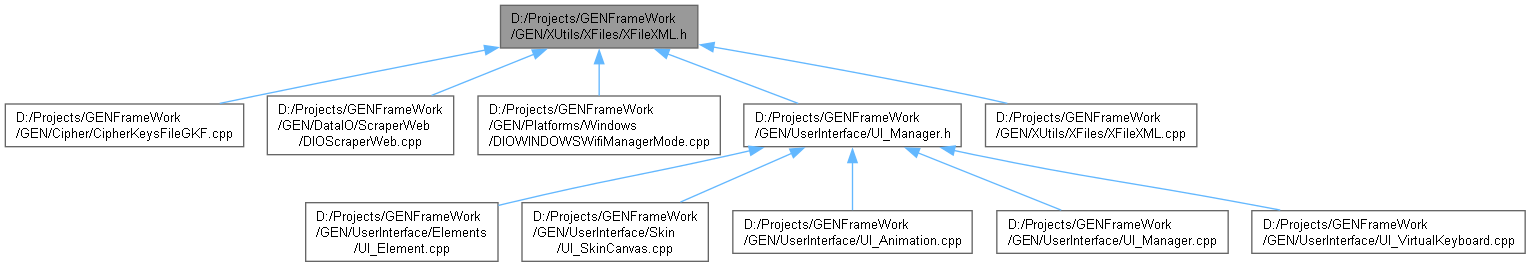 D:/Projects/GENFrameWork
/GEN/XUtils/XFiles/XFileXML.h
D:/Projects/GENFrameWork
/GEN/Cipher/CipherKeysFileGKF.cpp
D:/Projects/GENFrameWork
/GEN/DataIO/ScraperWeb
/DIOScraperWeb.cpp
D:/Projects/GENFrameWork
/GEN/Platforms/Windows
/DIOWINDOWSWifiManagerMode.cpp
D:/Projects/GENFrameWork
/GEN/UserInterface/UI_Manager.h
D:/Projects/GENFrameWork
/GEN/XUtils/XFiles/XFileXML.cpp
D:/Projects/GENFrameWork
/GEN/UserInterface/Elements
/UI_Element.cpp
D:/Projects/GENFrameWork
/GEN/UserInterface/Skin
/UI_SkinCanvas.cpp
D:/Projects/GENFrameWork
/GEN/UserInterface/UI_Animation.cpp
D:/Projects/GENFrameWork
/GEN/UserInterface/UI_Manager.cpp
D:/Projects/GENFrameWork
/GEN/UserInterface/UI_VirtualKeyboard.cpp